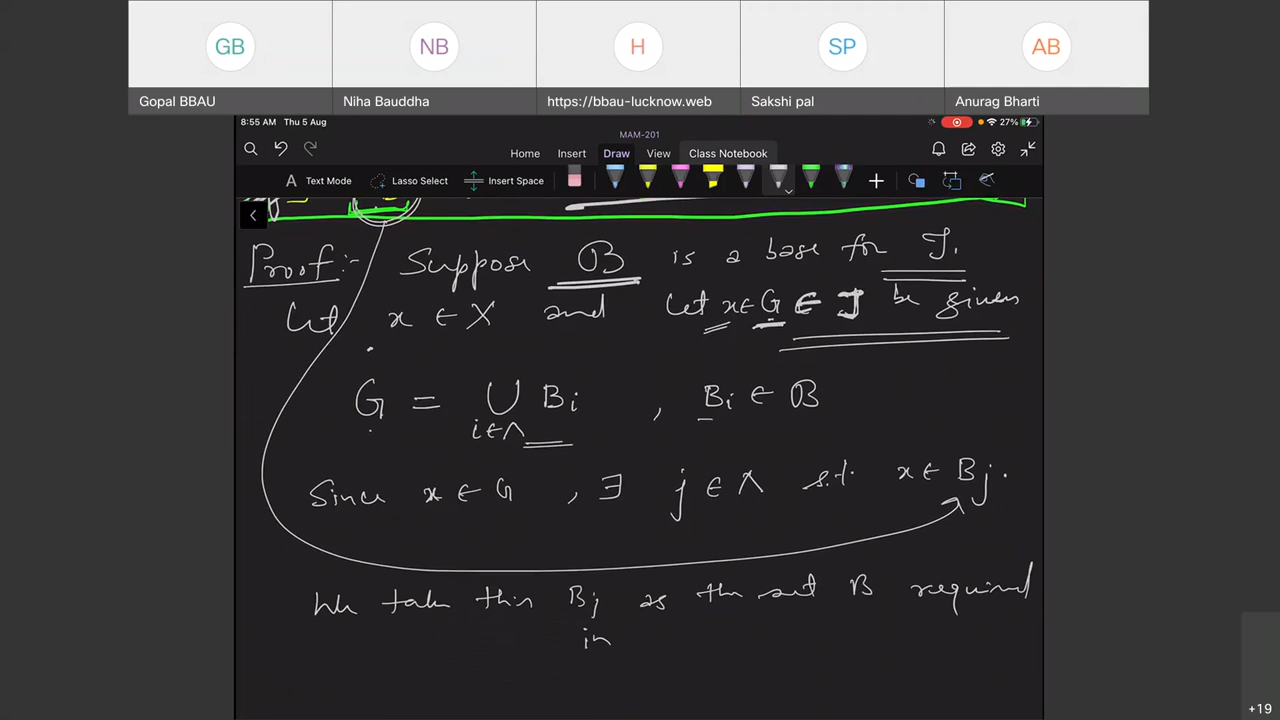 GB NB H SP AB
Gopal BBAU Niha Bauddha https://bbau-lucknow.web Sakshi pal Anurag Bharti
8:55 AM Thu 5 Aug 27%
MAM-201
Home Insert Draw View Class Notebook
A Text Mode Lasso Select Insert Space
Proof:- Suppose ℬ is a base for 𝒯.
Let x ∈ X and let x ∈ G ∈ 𝒯 be given
G = ∪ Bi , Bi ∈ ℬ
i∈Λ
Since x ∈ G , ∃ j ∈ Λ s.t. x ∈ Bj.
We take this Bj as the set B required
in
+19